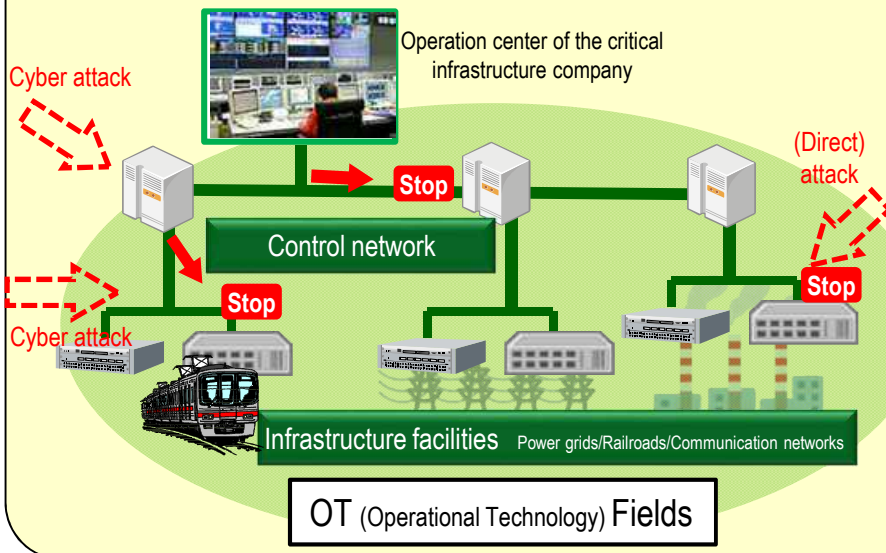 Operation center of the critical
infrastructure company
Cyber attack
(Direct)
attack
Stop
Control network
Stop
Stop
Cyber attack
Infrastructure facilities Power grids/Railroads/Communication networks
OT (Operational Technology) Fields